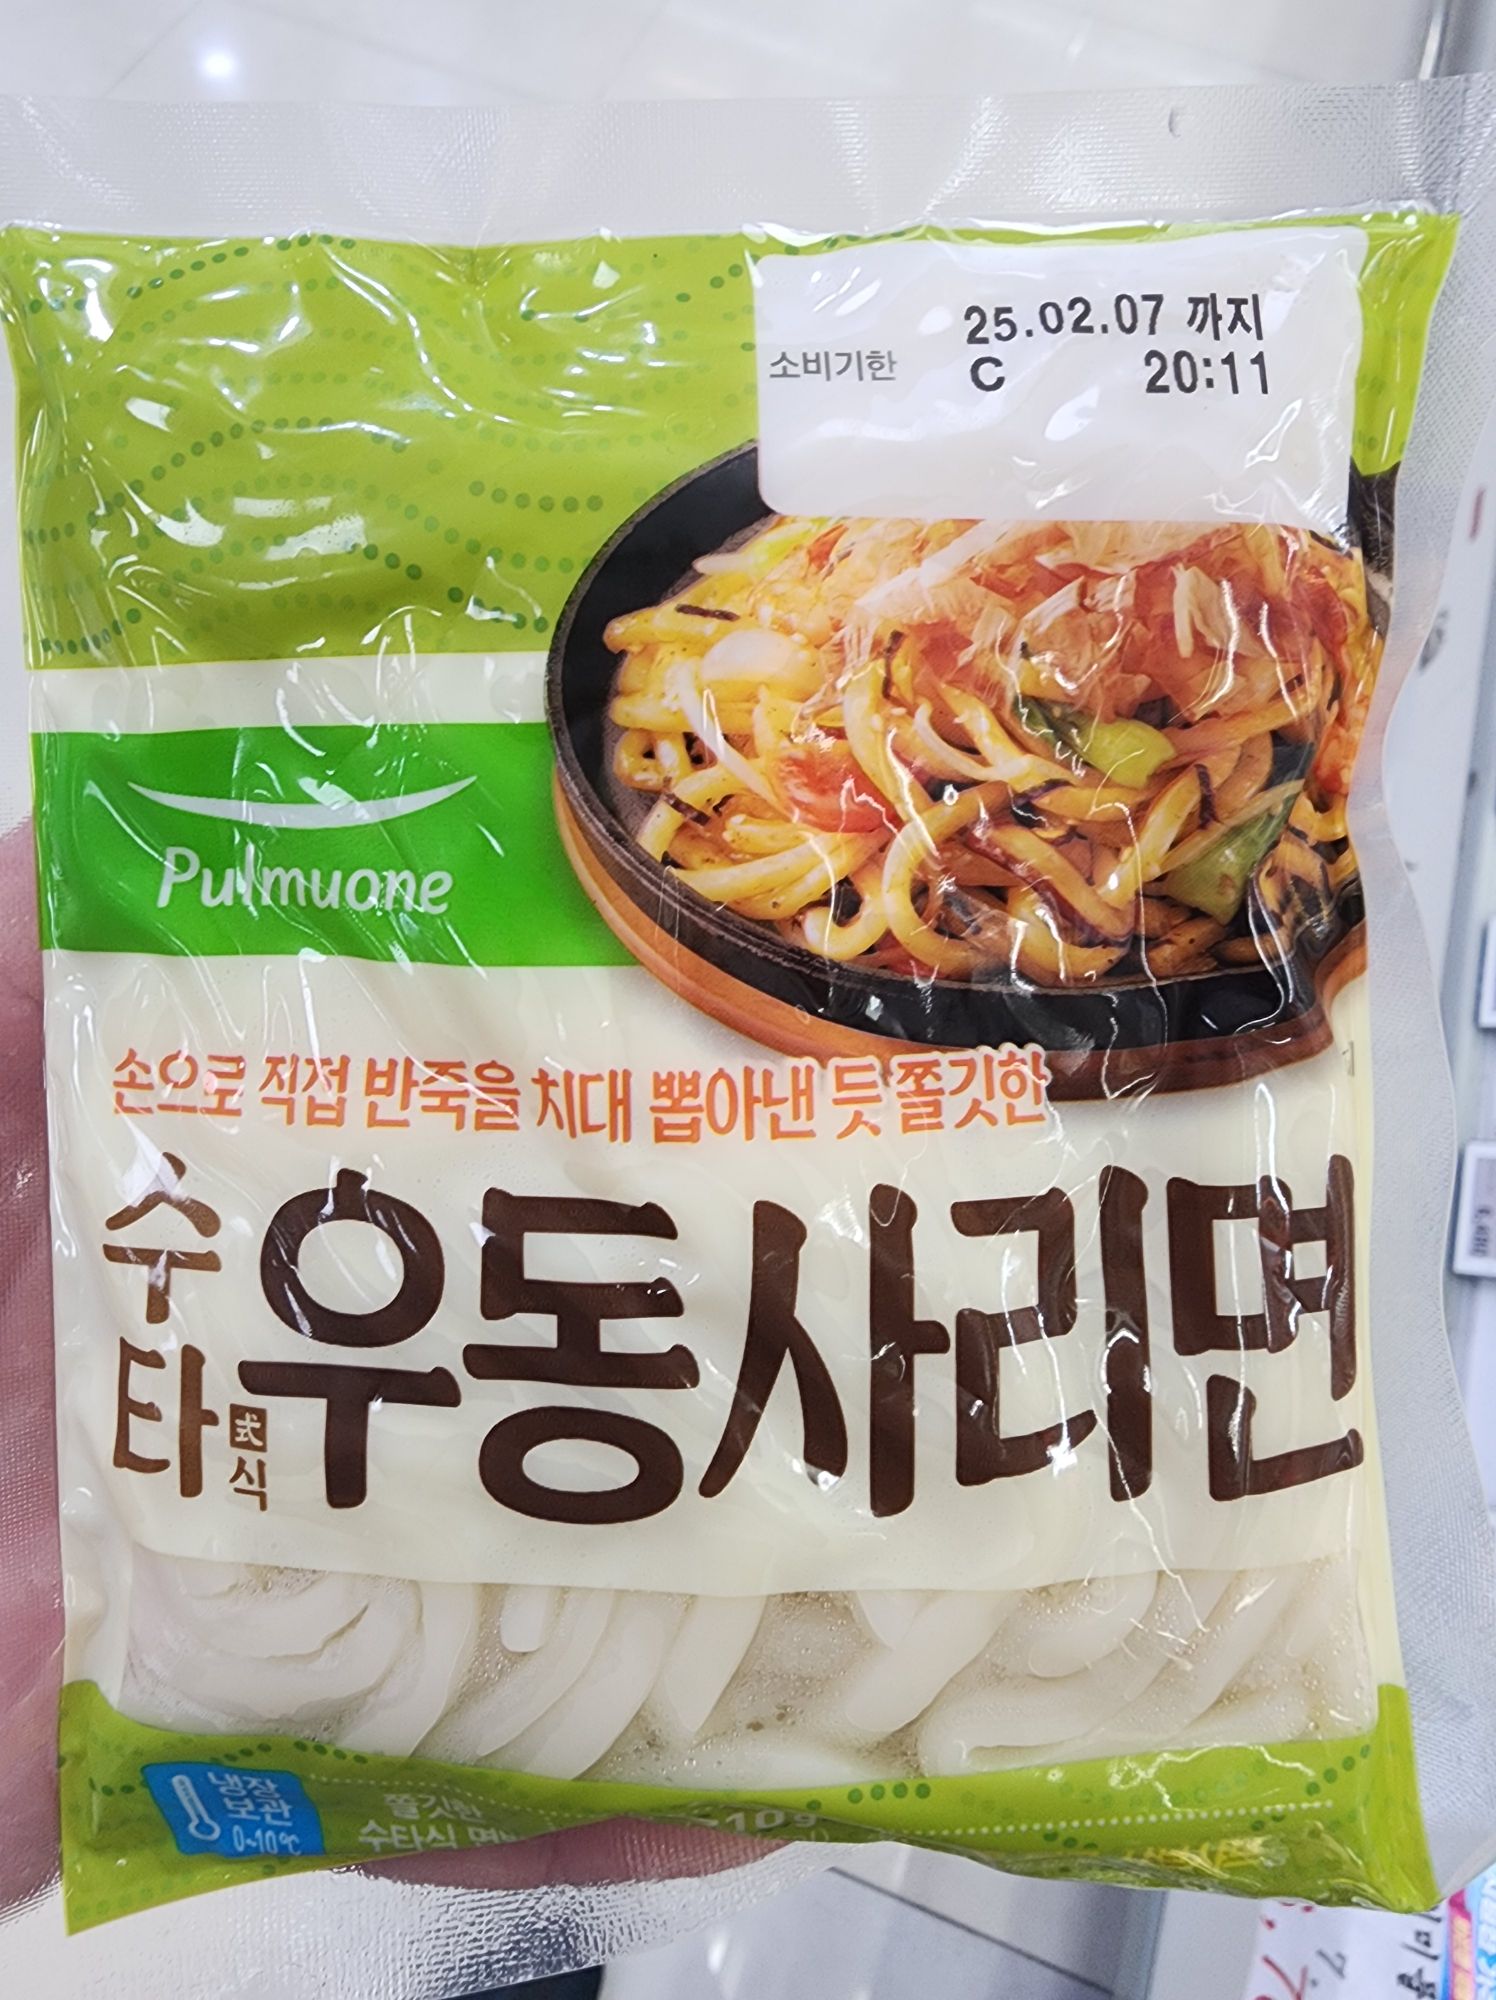 25.02.07 까지
소비기한 C 20:11
Pulmuone
손으로 직접 반죽을 치대 뽑아낸 듯 쫄깃한
수타式식 우동사리면
냉장
보관
0~10℃
쫄깃한
수타식